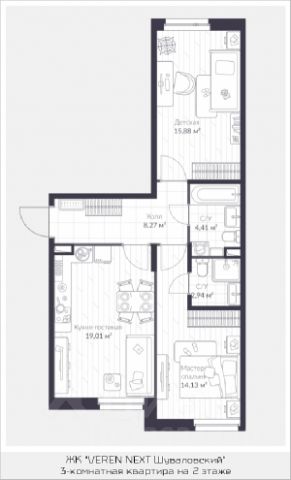 Детская
15,88 м²
Холл
8.27 м²
С/У
4,41 м²
С/У
2.94 м²
Кухня гостиная
19,01 м²
Мастер
спальня
14.13 м²
ЖК "VEREN NEXT Шуваловский"
3-комнатная квартира на 2 этаже